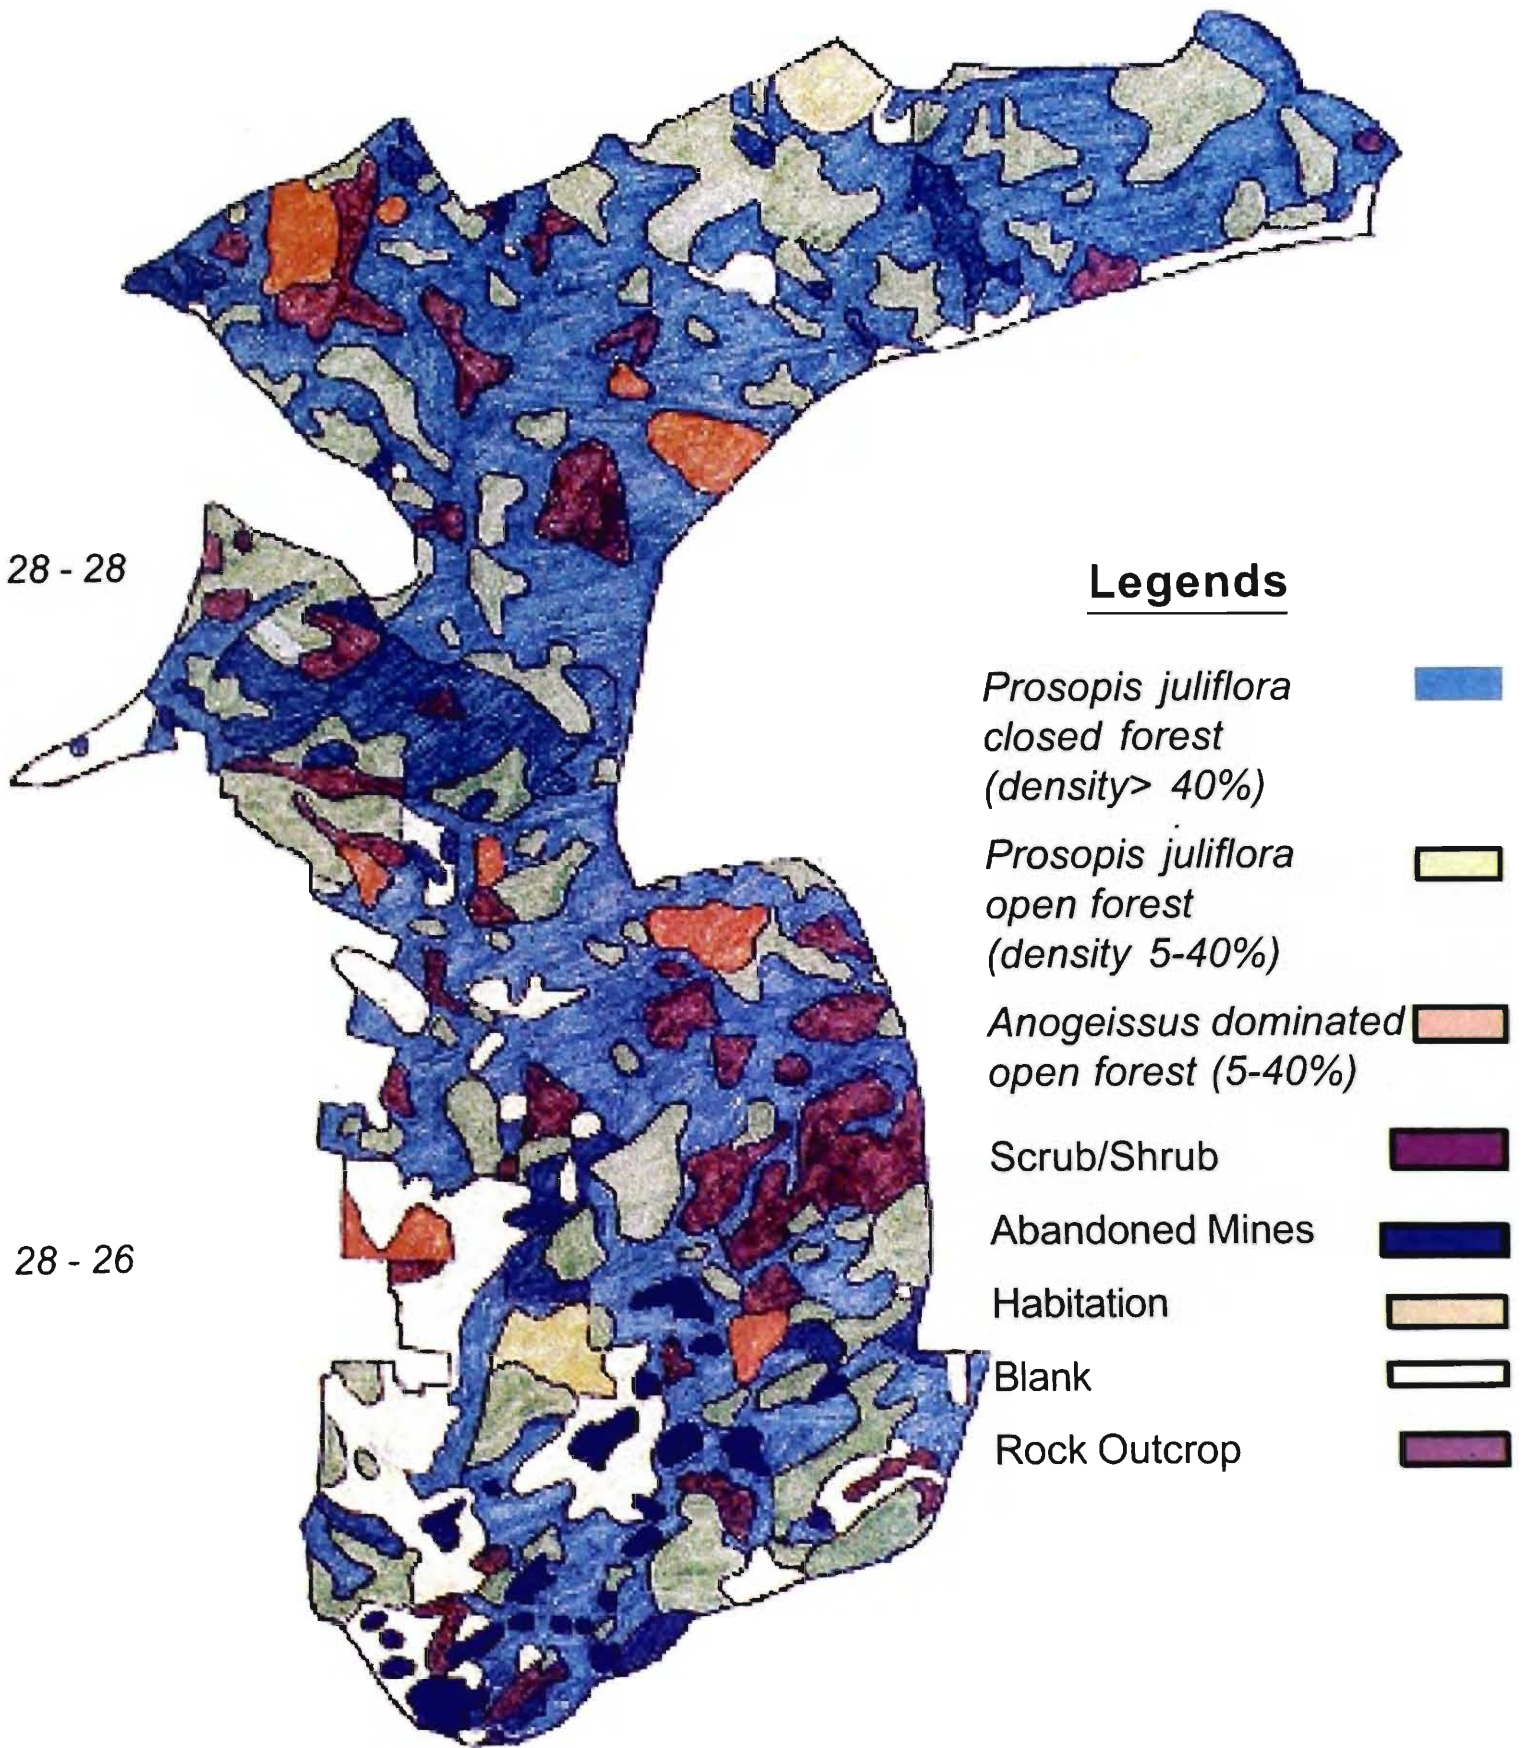 28 - 28
Legends
Prosopis juliflora
closed forest
(density> 40%)
Prosopis juliflora
open forest
(density 5-40%)
Anogeissus dominated
open forest (5-40%)
Scrub/Shrub
Abandoned Mines
28 - 26
Habitation
Blank
Rock Outcrop